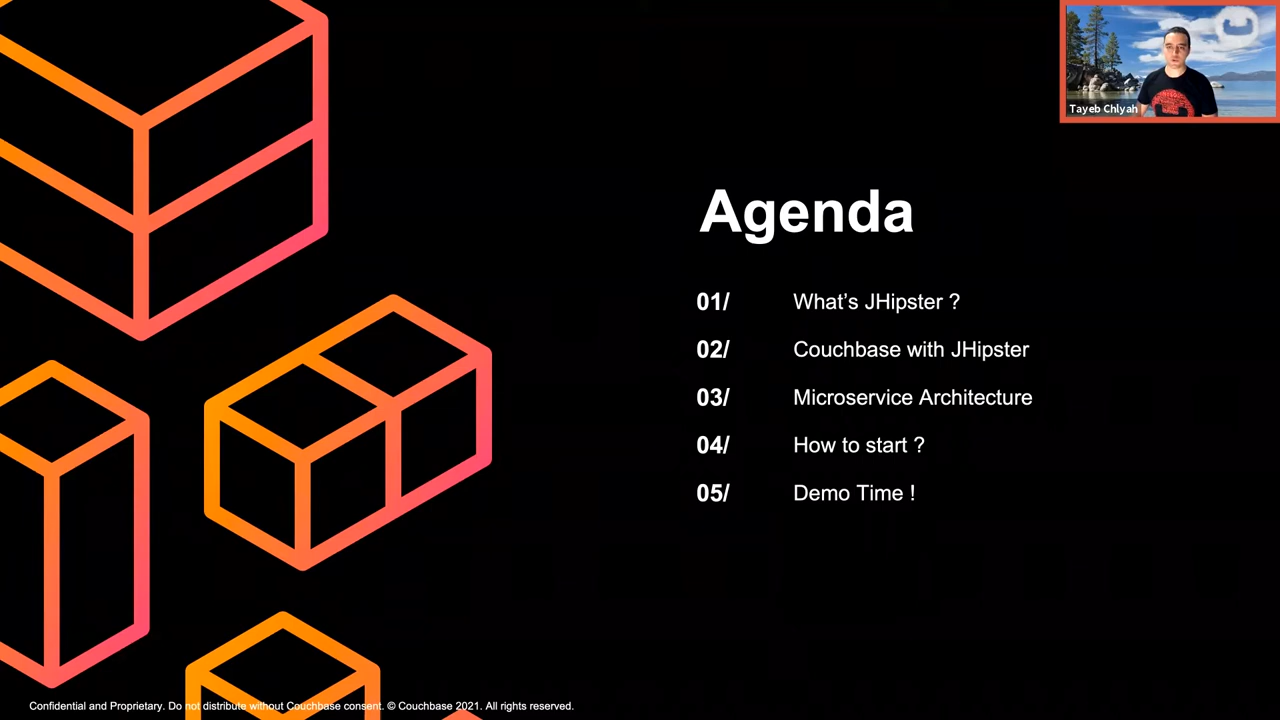 Tayeb Chlyah
Agenda
01/ What's JHipster ?
02/ Couchbase with JHipster
03/ Microservice Architecture
04/ How to start ?
05/ Demo Time !
Confidential and Proprietary. Do not distribute without Couchbase consent. © Couchbase 2021. All rights reserved.